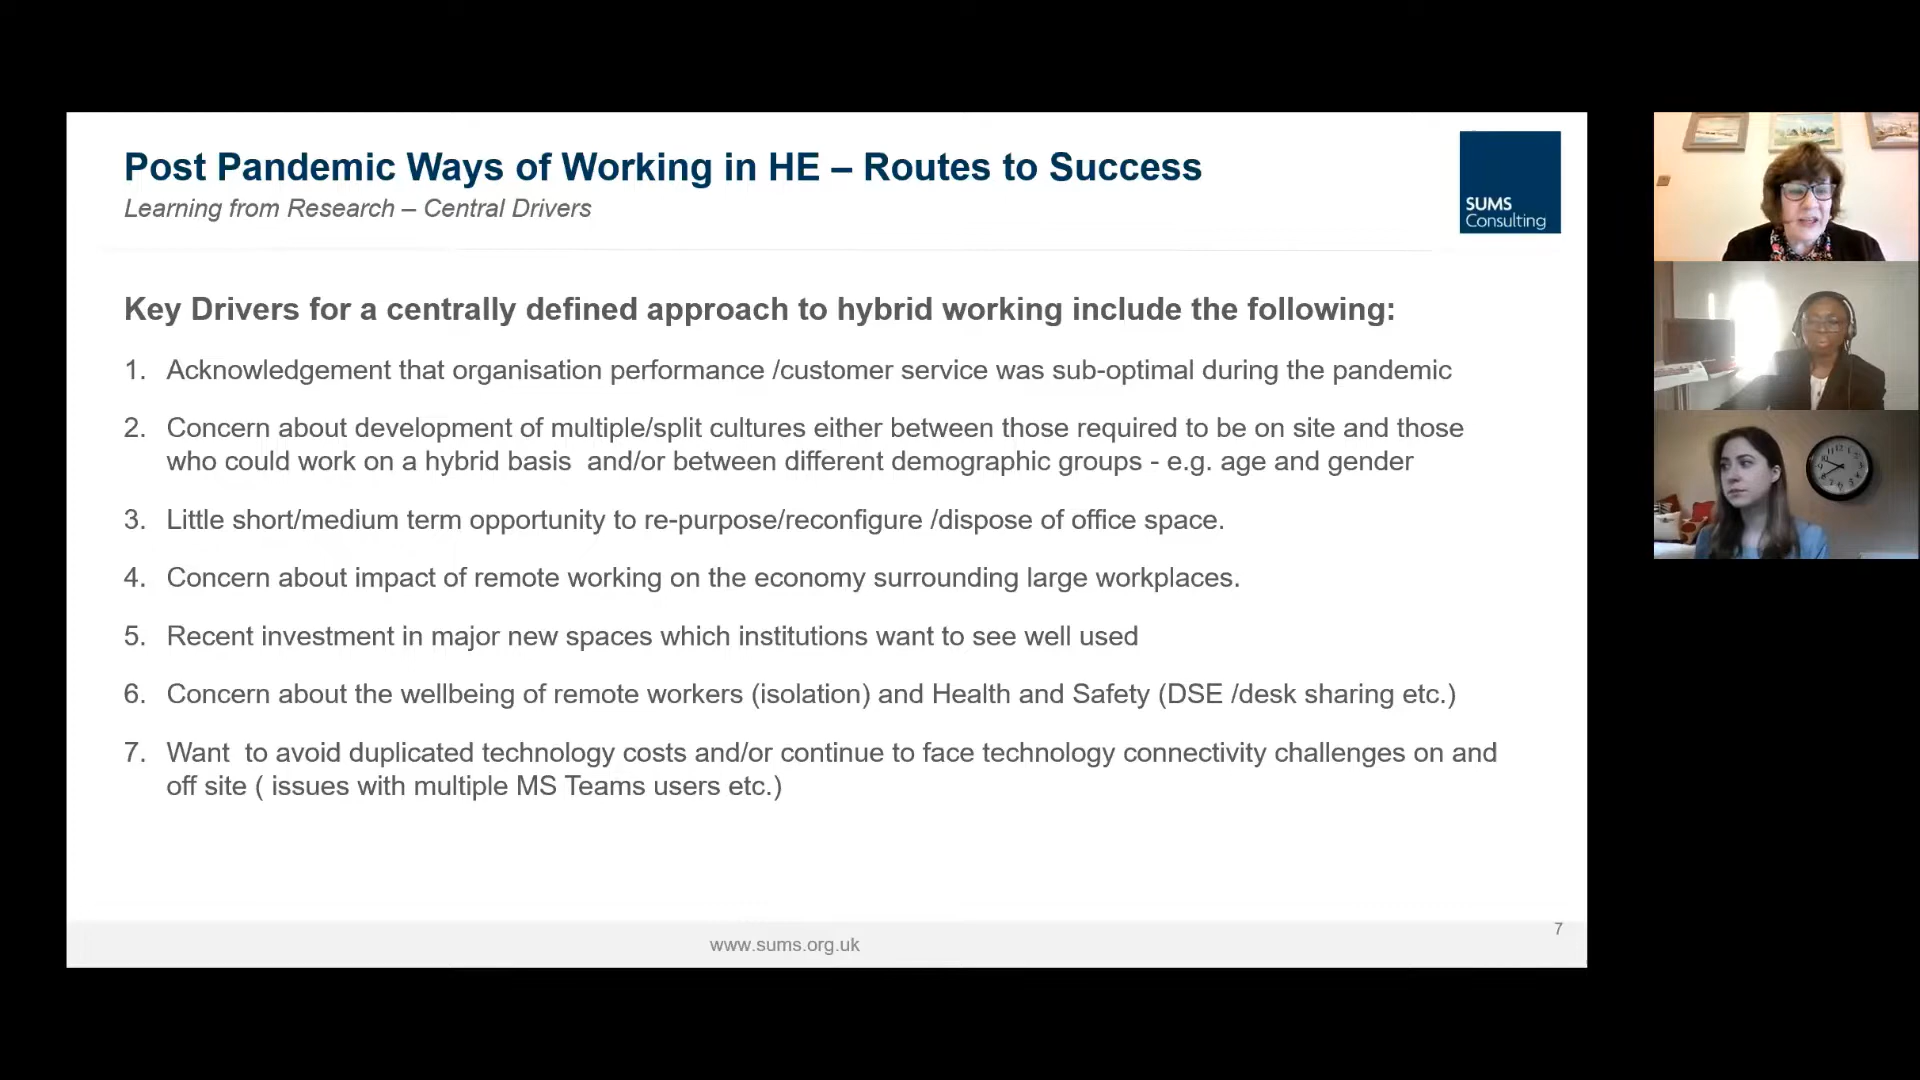 Post Pandemic Ways of Working in HE – Routes to Success
Learning from Research – Central Drivers
SUMS
Consulting
Key Drivers for a centrally defined approach to hybrid working include the following:
1. Acknowledgement that organisation performance /customer service was sub-optimal during the pandemic
2. Concern about development of multiple/split cultures either between those required to be on site and those
who could work on a hybrid basis  and/or between different demographic groups - e.g. age and gender
3. Little short/medium term opportunity to re-purpose/reconfigure /dispose of office space.
4. Concern about impact of remote working on the economy surrounding large workplaces.
5. Recent investment in major new spaces which institutions want to see well used
6. Concern about the wellbeing of remote workers (isolation) and Health and Safety (DSE /desk sharing etc.)
7. Want  to avoid duplicated technology costs and/or continue to face technology connectivity challenges on and
off site ( issues with multiple MS Teams users etc.)
www.sums.org.uk
7